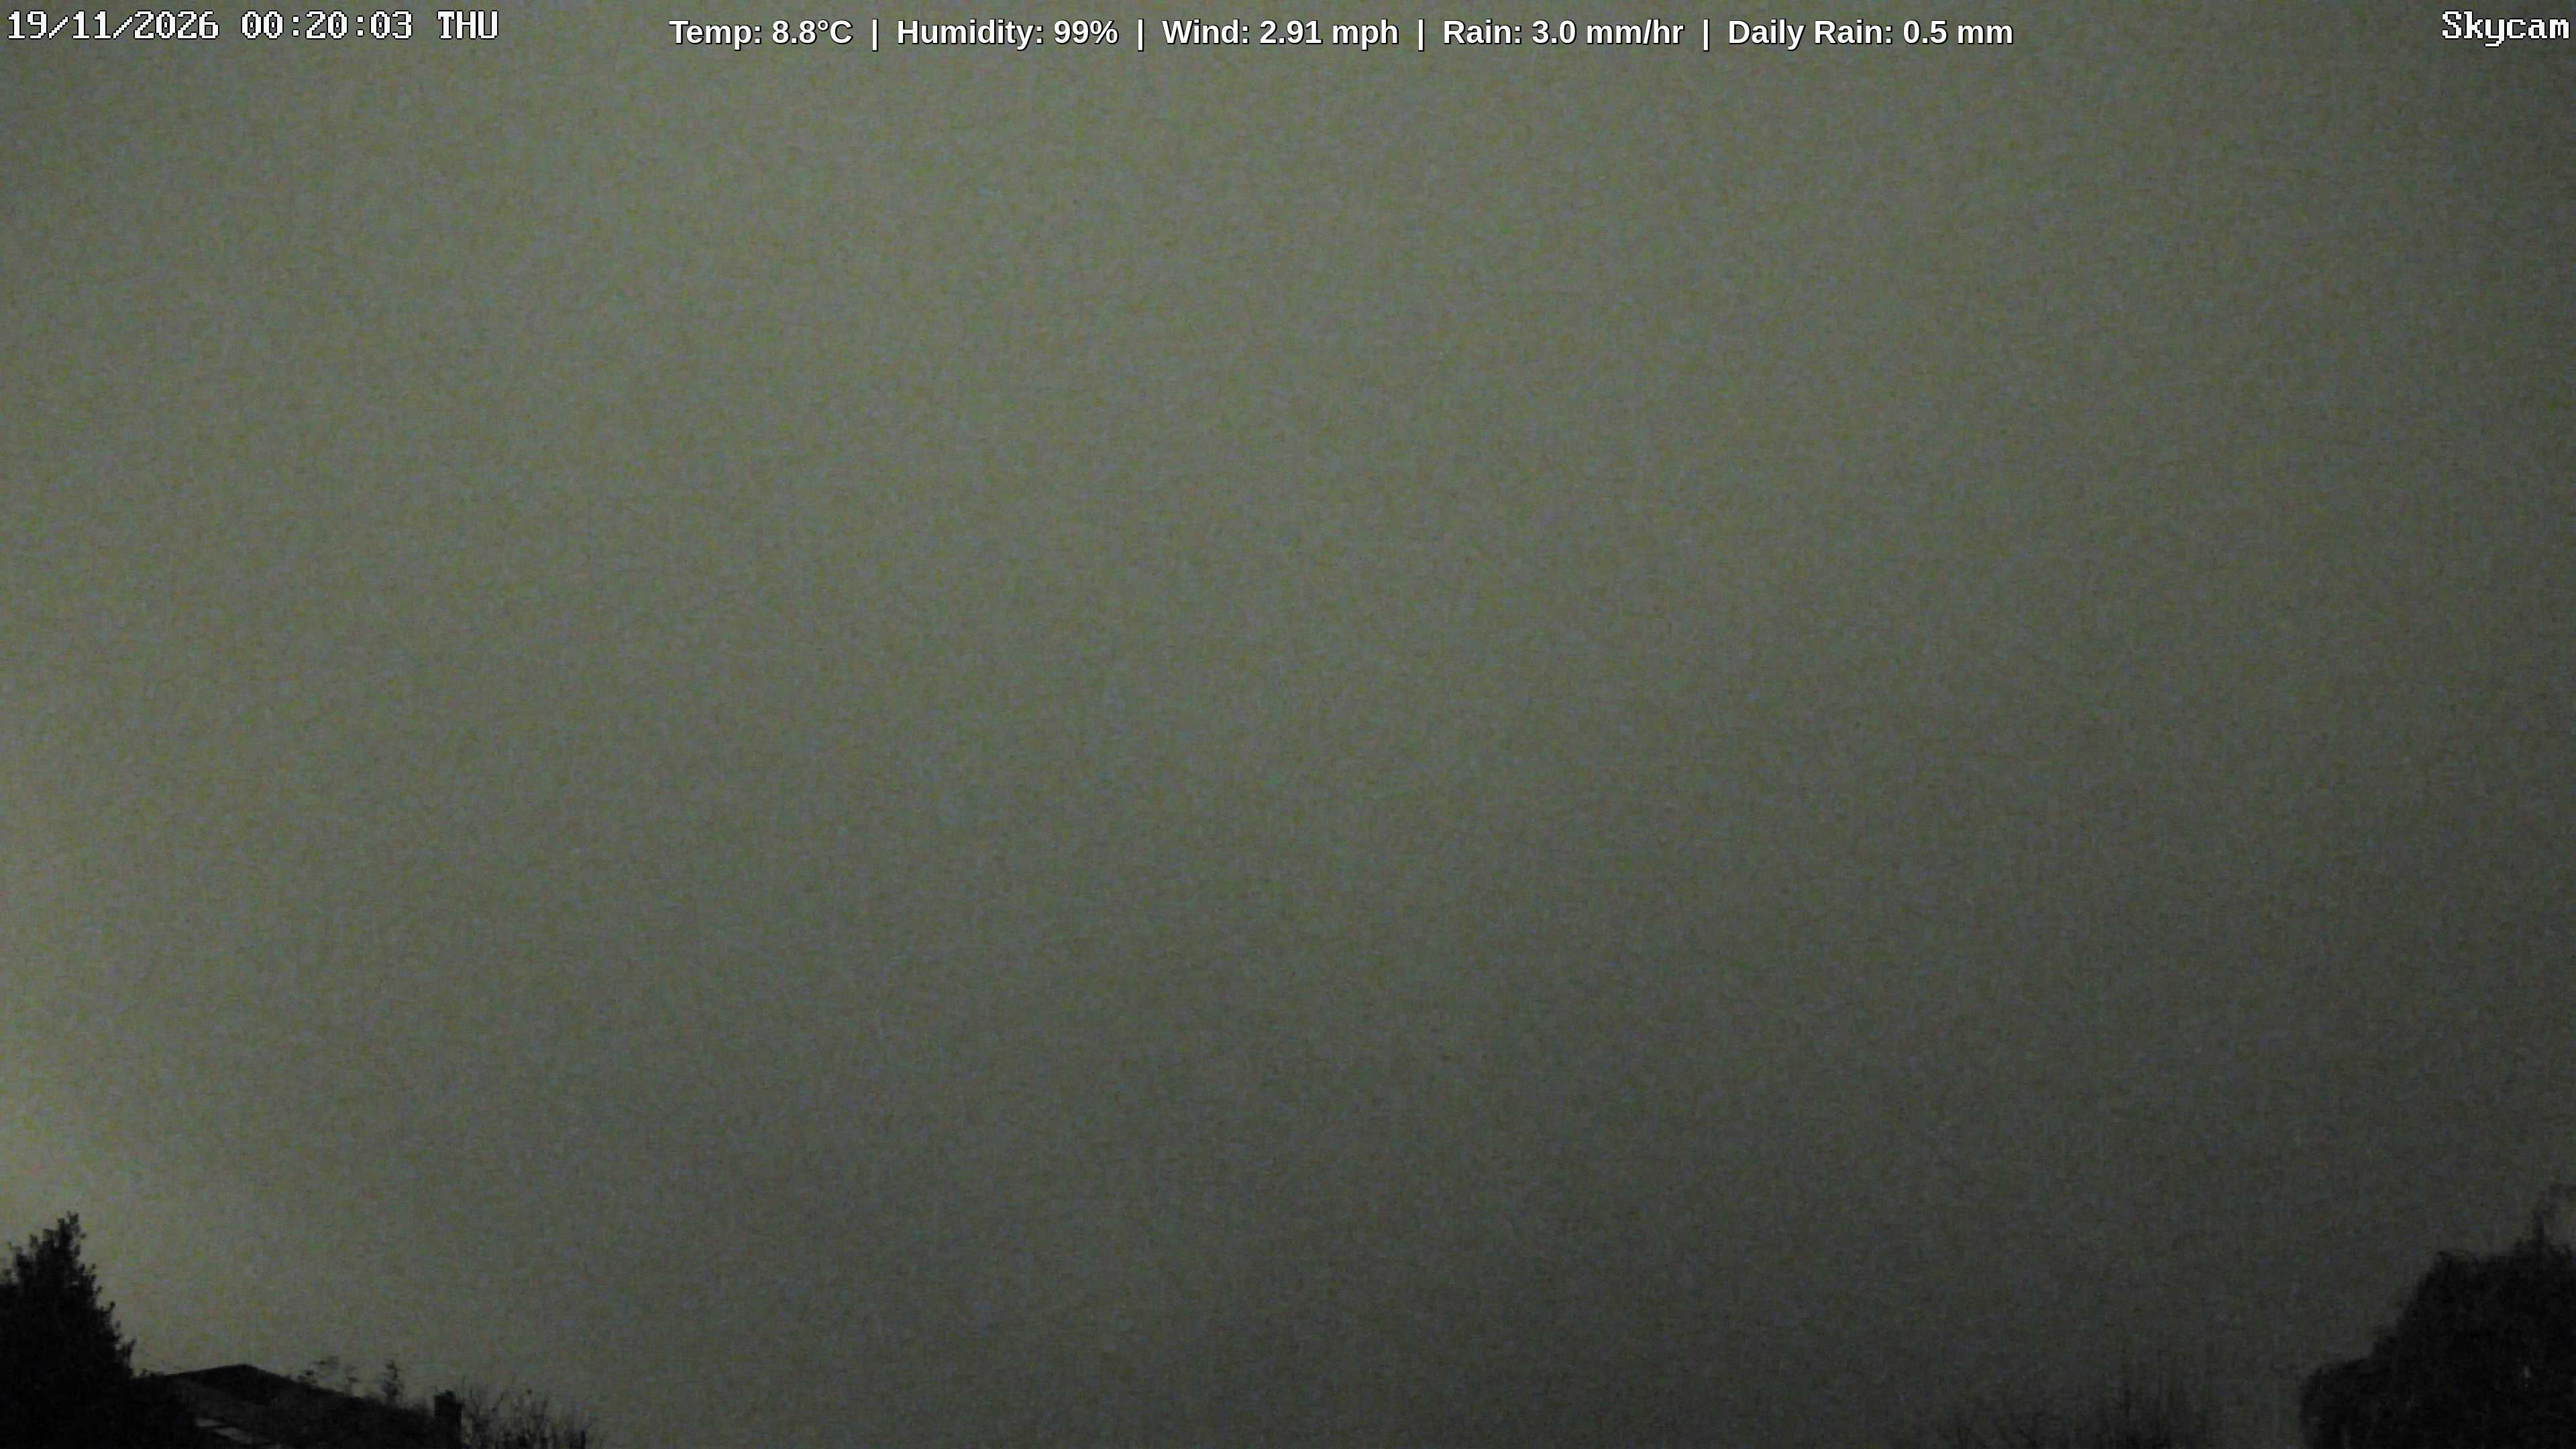 19/11/2026 00:20:03 THU
Temp: 8.8°C | Humidity: 99% | Wind: 2.91 mph | Rain: 3.0 mm/hr | Daily Rain: 0.5 mm
Skycam